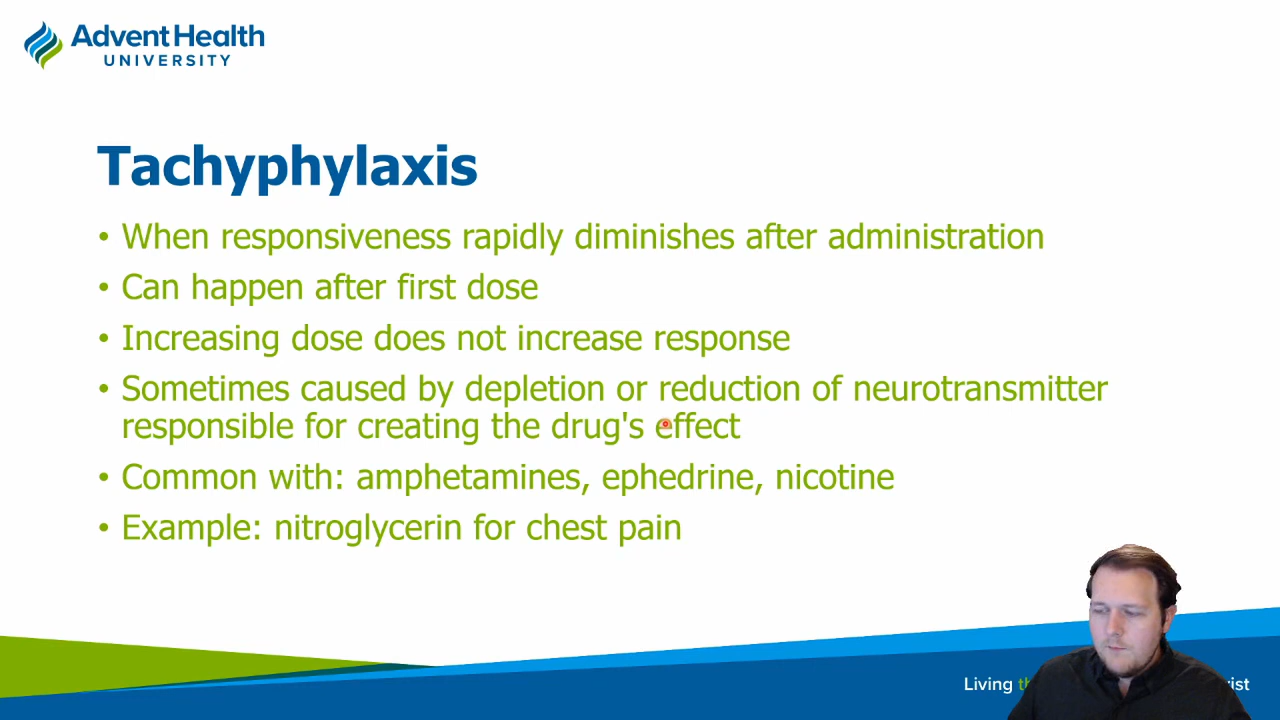 AdventHealth
UNIVERSITY
Tachyphylaxis
• When responsiveness rapidly diminishes after administration
• Can happen after first dose
• Increasing dose does not increase response
• Sometimes caused by depletion or reduction of neurotransmitter
responsible for creating the drug's effect
• Common with: amphetamines, ephedrine, nicotine
• Example: nitroglycerin for chest pain
Living